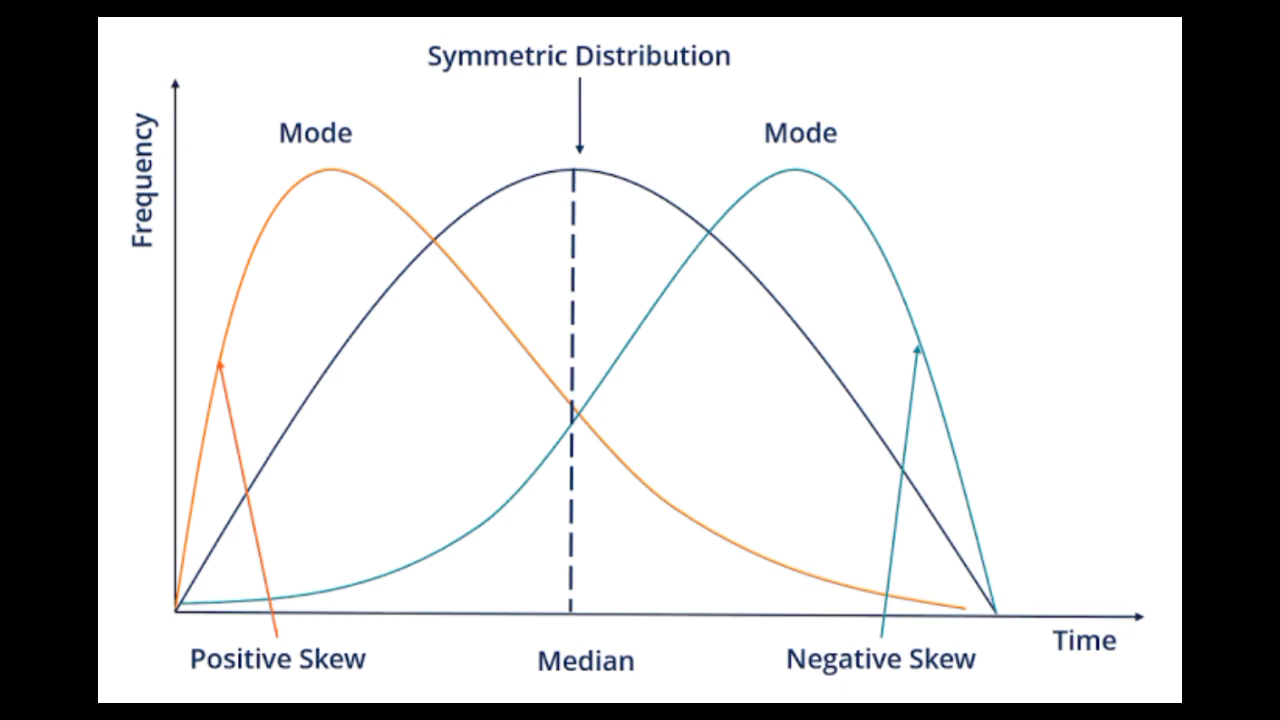 Symmetric Distribution
Mode
Mode
Frequency
Positive Skew
Median
Negative Skew
Time